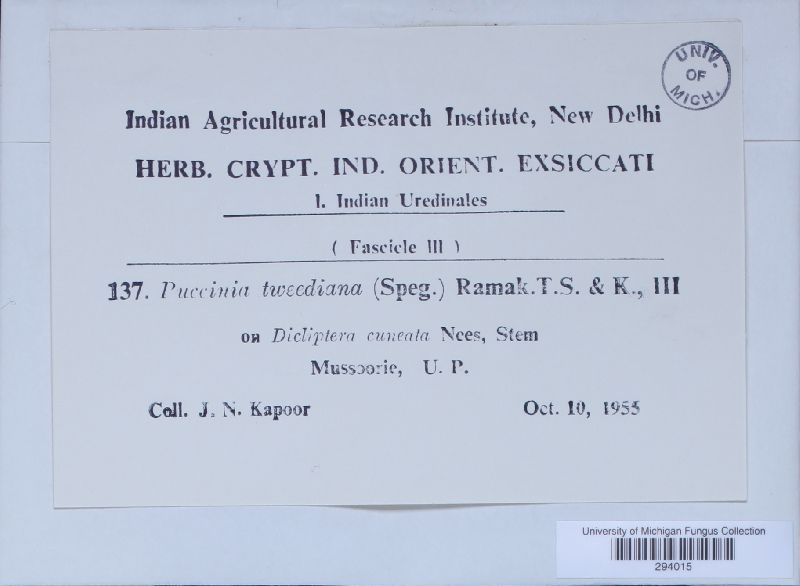 UNIV.
OF
MICH.
Indian Agricultural Research Institute, New Delhi
HERB. CRYPT. IND. ORIENT. EXSICCATI
1. Indian Uredinales
( Fascicle III )
137. Puccinia tweediana (Speg.) Ramak.T.S. & K., III
on Dicliptera cuneata Nees, Stem
Mussoorie, U. P.
Coll. J. N. Kapoor Oct. 10, 1955
University of Michigan Fungus Collection
294015